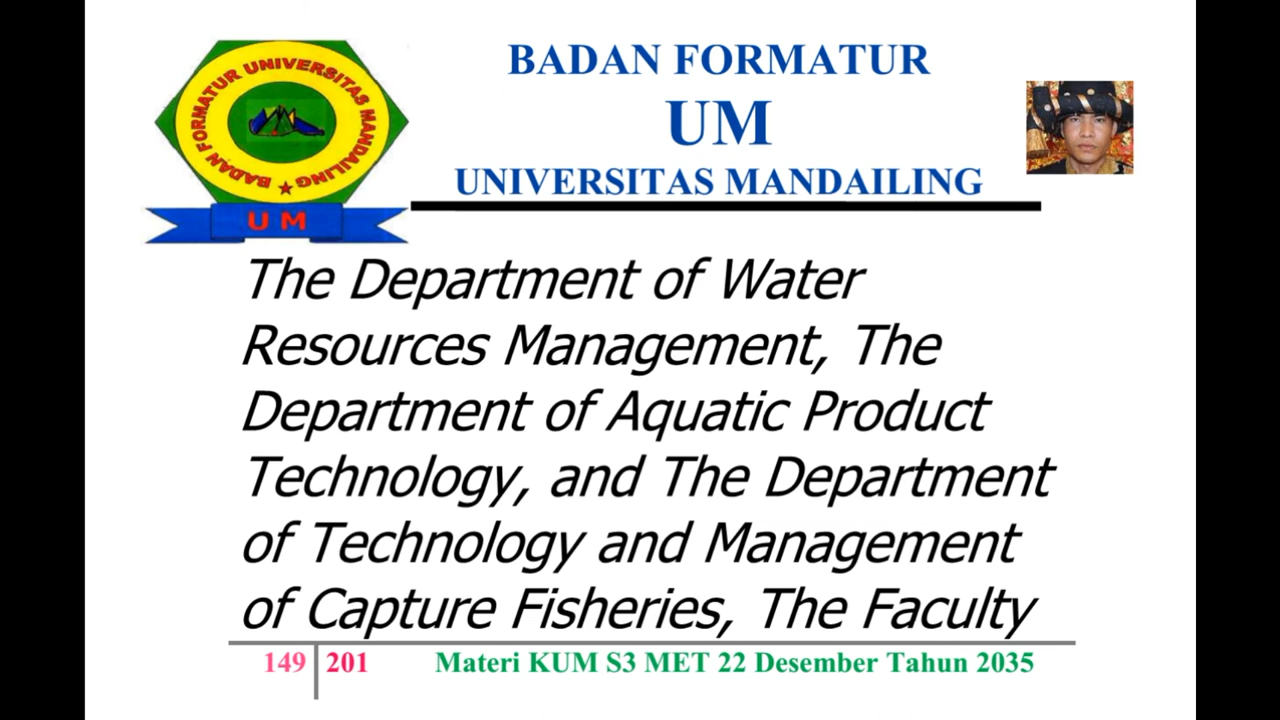 BADAN FORMATUR UNIVERSITAS MANDAILING
UM
BADAN FORMATUR
UM
UNIVERSITAS MANDAILING
The Department of Water
Resources Management, The
Department of Aquatic Product
Technology, and The Department
of Technology and Management
of Capture Fisheries, The Faculty
149 201 Materi KUM S3 MET 22 Desember Tahun 2035